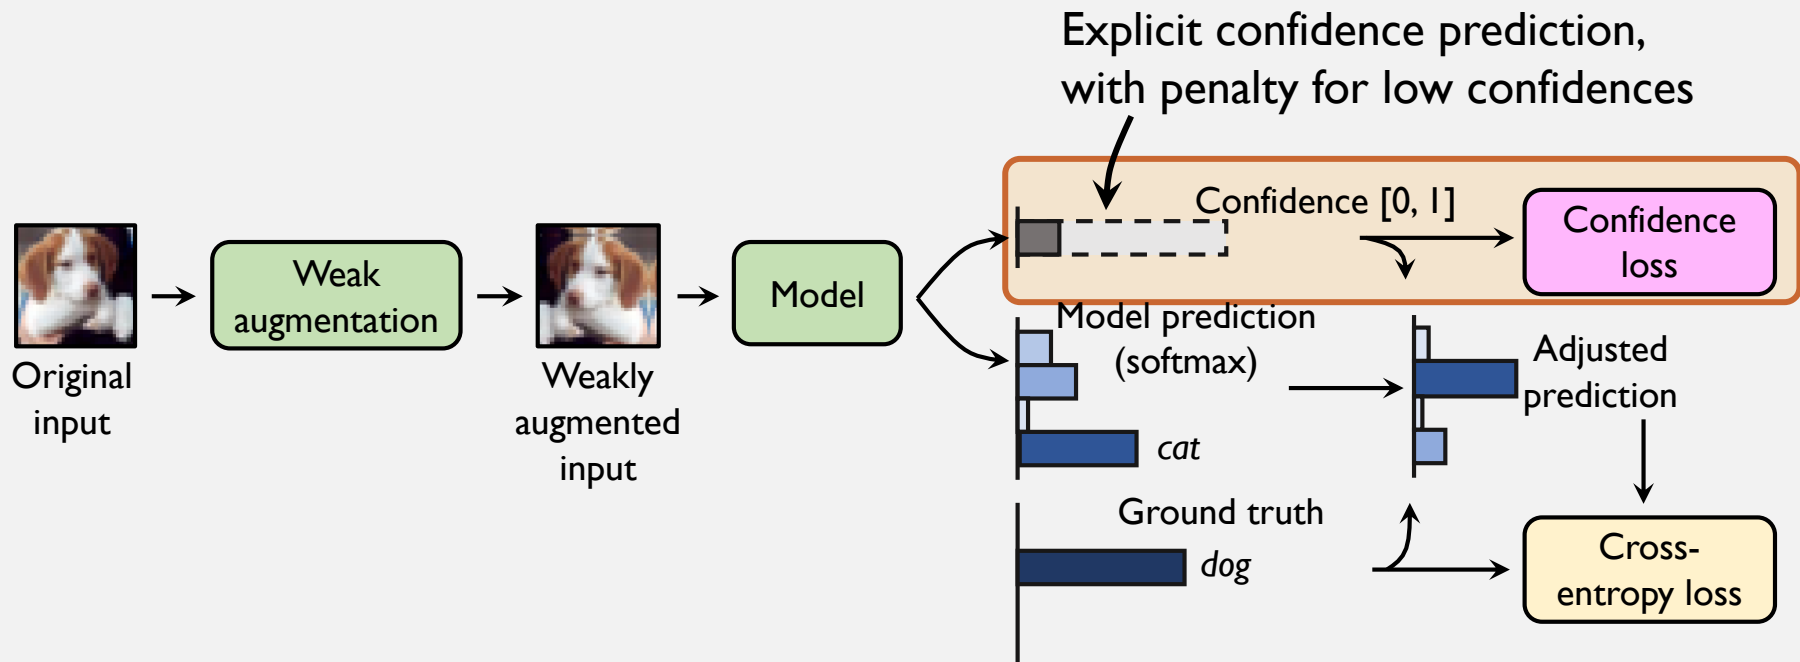 Explicit confidence prediction,
with penalty for low confidences
Confidence [0, 1]
Confidence
loss
Weak
augmentation
Model
Original
input
Weakly
augmented
input
Model prediction
(softmax)
cat
Adjusted
prediction
Ground truth
dog
Cross-
entropy loss